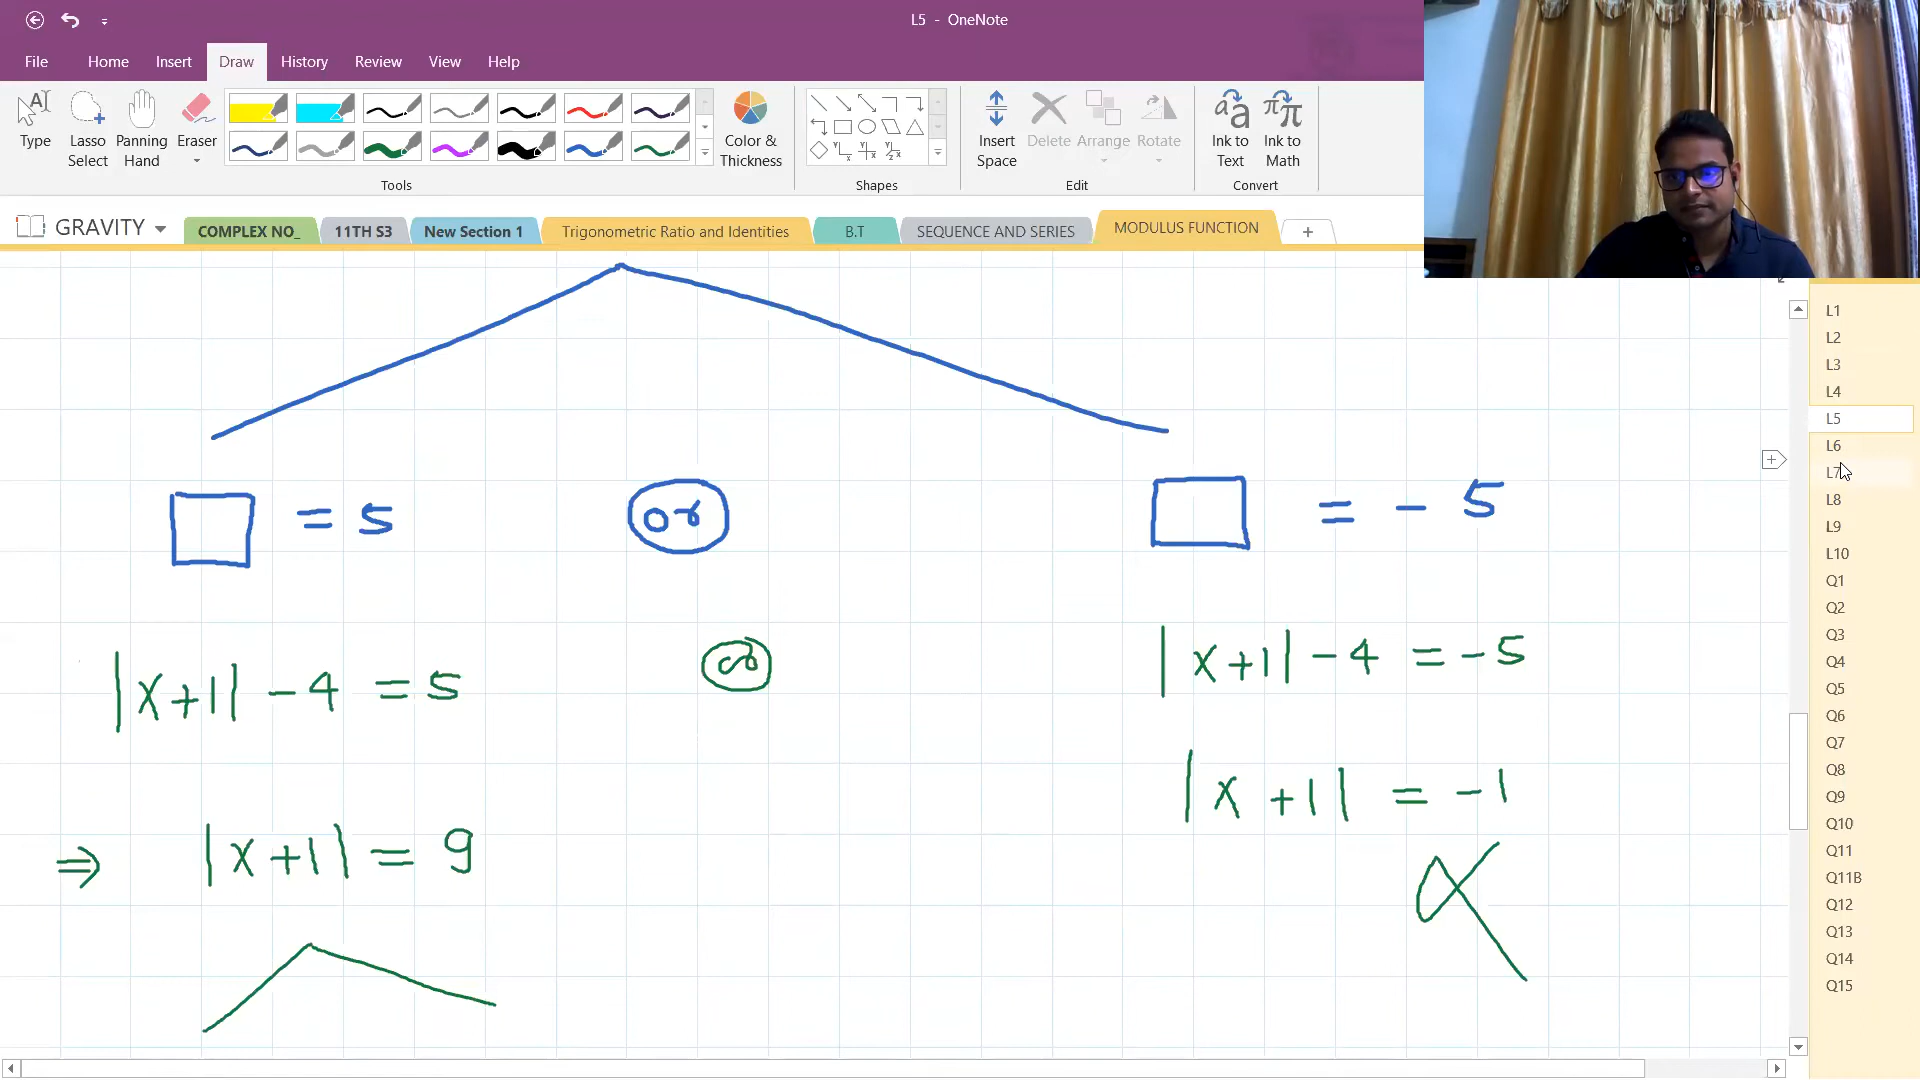 L5 - OneNote
File Home Insert Draw History Review View Help
Type
Lasso Select
Panning Hand
Eraser
Color & Thickness
Insert Space
Delete
Arrange
Rotate
Ink to Text
Ink to Math
Tools
Shapes
Edit
Convert
GRAVITY
COMPLEX NO_
11TH S3
New Section 1
Trigonometric Ratio and Identities
B.T
SEQUENCE AND SERIES
MODULUS FUNCTION
+
= 5
or
= - 5
|x+1| - 4 = 5
or
|x+1| - 4 = - 5
|x+1| = -1
⇒ |x+1| = 9
L1
L2
L3
L4
L5
L6
L7
L8
L9
L10
Q1
Q2
Q3
Q4
Q5
Q6
Q7
Q8
Q9
Q10
Q11
Q11B
Q12
Q13
Q14
Q15